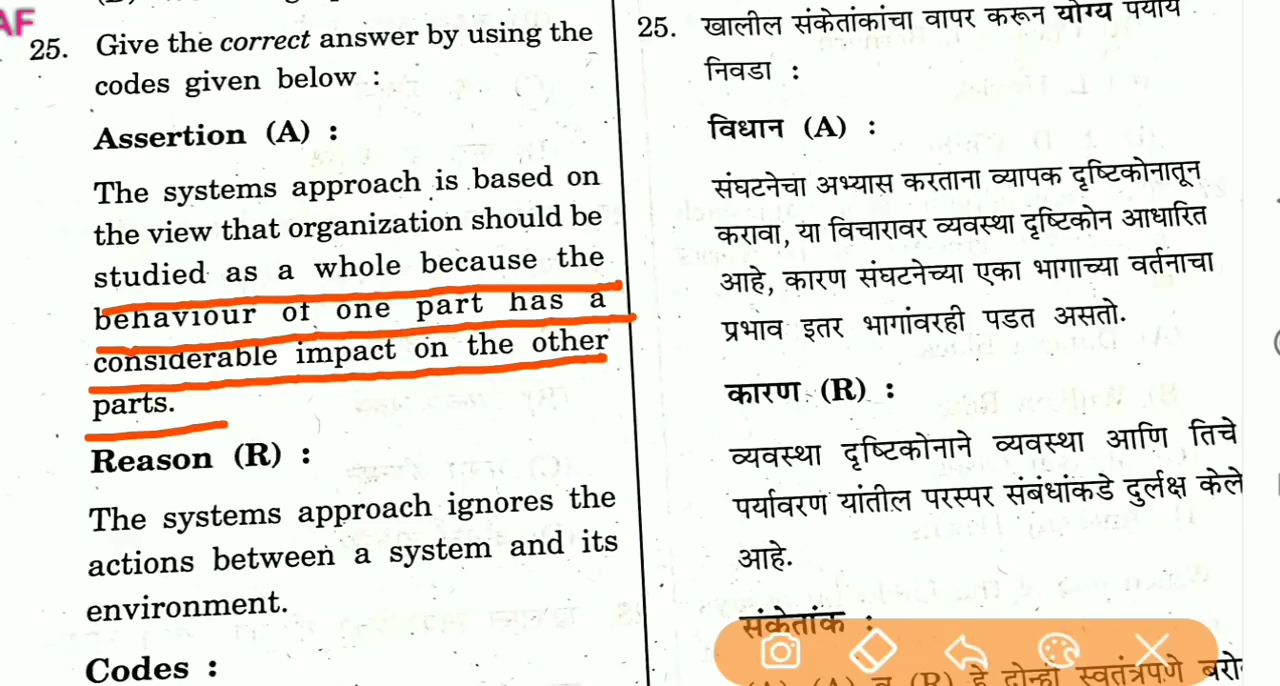 AF
25. Give the correct answer by using the
codes given below :
Assertion (A) :
The systems approach is based on
the view that organization should be
studied as a whole because the
behaviour of one part has a
considerable impact on the other
parts.
Reason (R) :
The systems approach ignores the
actions between a system and its
environment.
Codes :
25. खालील संकेतांकांचा वापर करून योग्य पर्याय
निवडा :
विधान (A) :
संघटनेचा अभ्यास करताना व्यापक दृष्टिकोनातून
करावा, या विचारावर व्यवस्था दृष्टिकोन आधारित
आहे, कारण संघटनेच्या एका भागाच्या वर्तनाचा
प्रभाव इतर भागांवरही पडत असतो.
कारण (R) :
व्यवस्था दृष्टिकोनाने व्यवस्था आणि तिचे
पर्यावरण यांतील परस्पर संबंधांकडे दुर्लक्ष केले
आहे.
संकेतांक :
(A) व (R) हे दोन्ही स्वतंत्रपणे